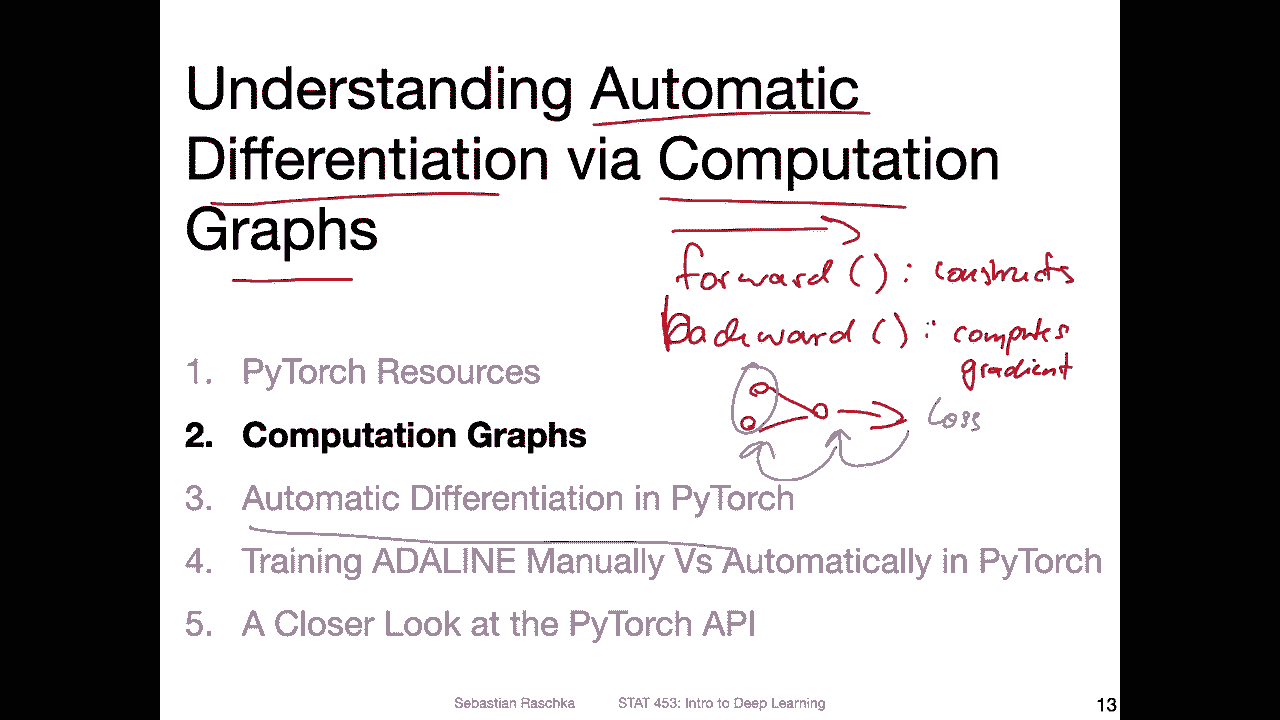 Understanding Automatic
Differentiation via Computation
Graphs
forward () : constructs
backward () : computes
gradient
Loss
1. PyTorch Resources
2. Computation Graphs
3. Automatic Differentiation in PyTorch
4. Training ADALINE Manually Vs Automatically in PyTorch
5. A Closer Look at the PyTorch API
Sebastian Raschka STAT 453: Intro to Deep Learning 13